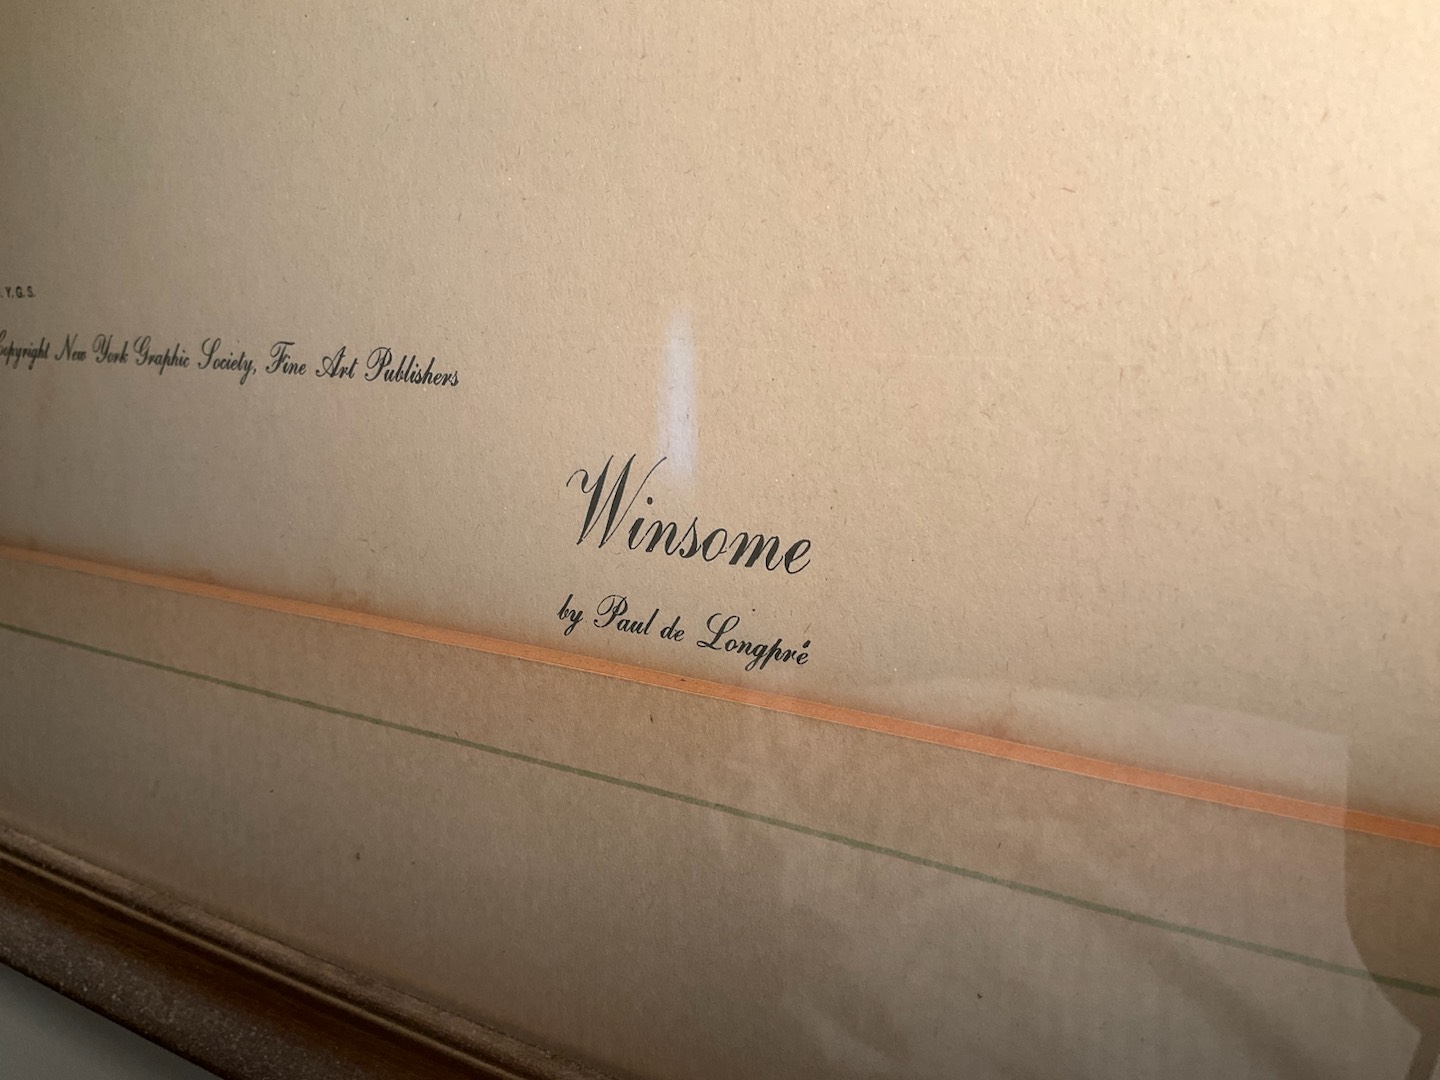 .Y.G.S.
Copyright New York Graphic Society, Fine Art Publishers
Winsome
by Paul de Longpré